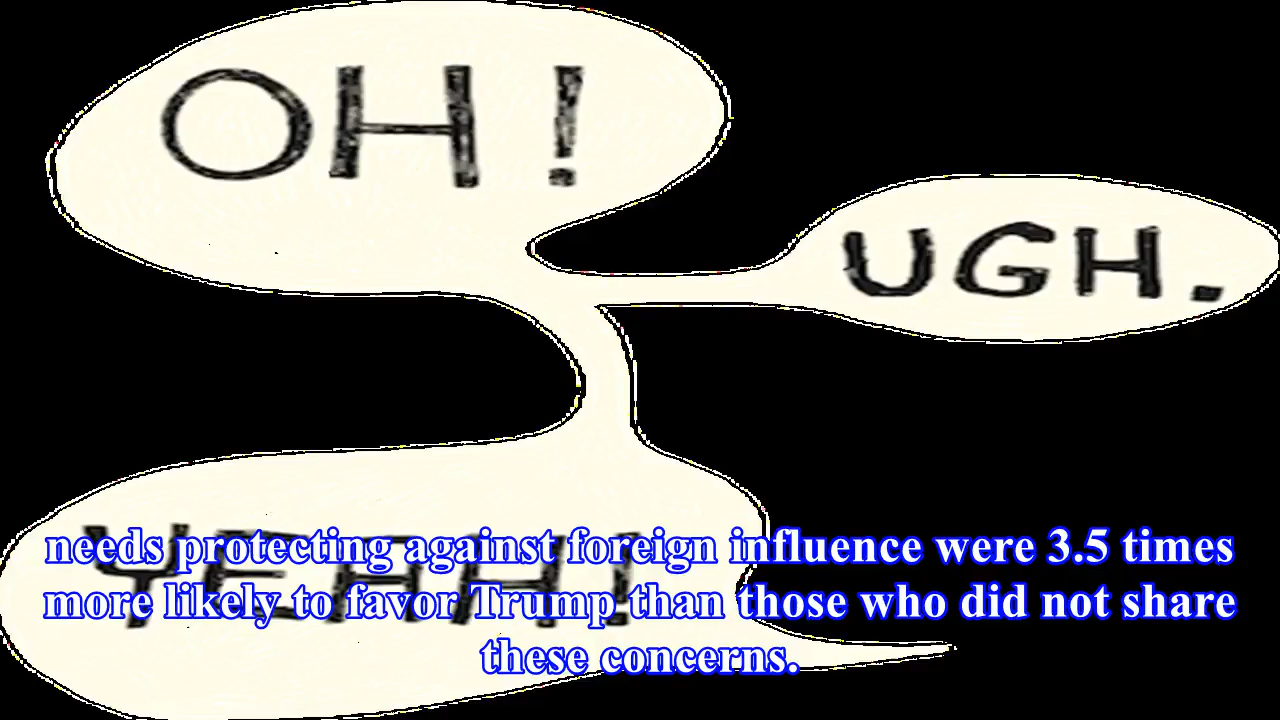 OH!
UGH.
YEAH!
needs protecting against foreign influence were 3.5 times
more likely to favor Trump than those who did not share
these concerns.